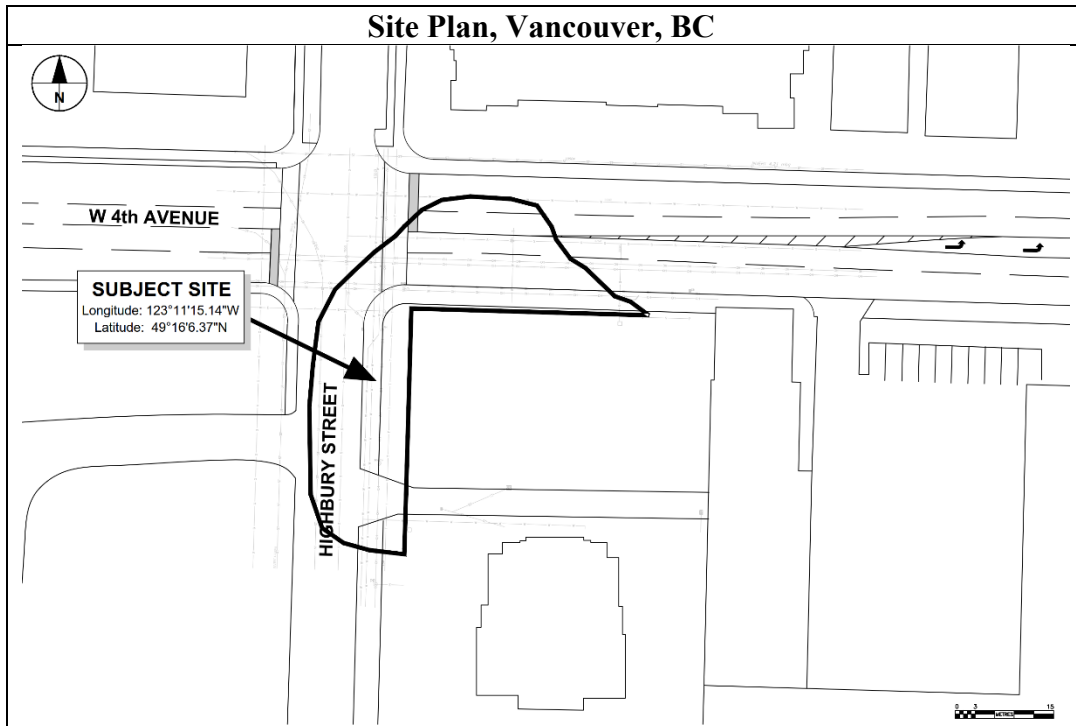 Site Plan, Vancouver, BC
N
W 4th AVENUE
SUBJECT SITE
Longitude: 123°11'15.14"W
Latitude: 49°16'6.37"N
HIGHBURY STREET
0 3 15
METRES